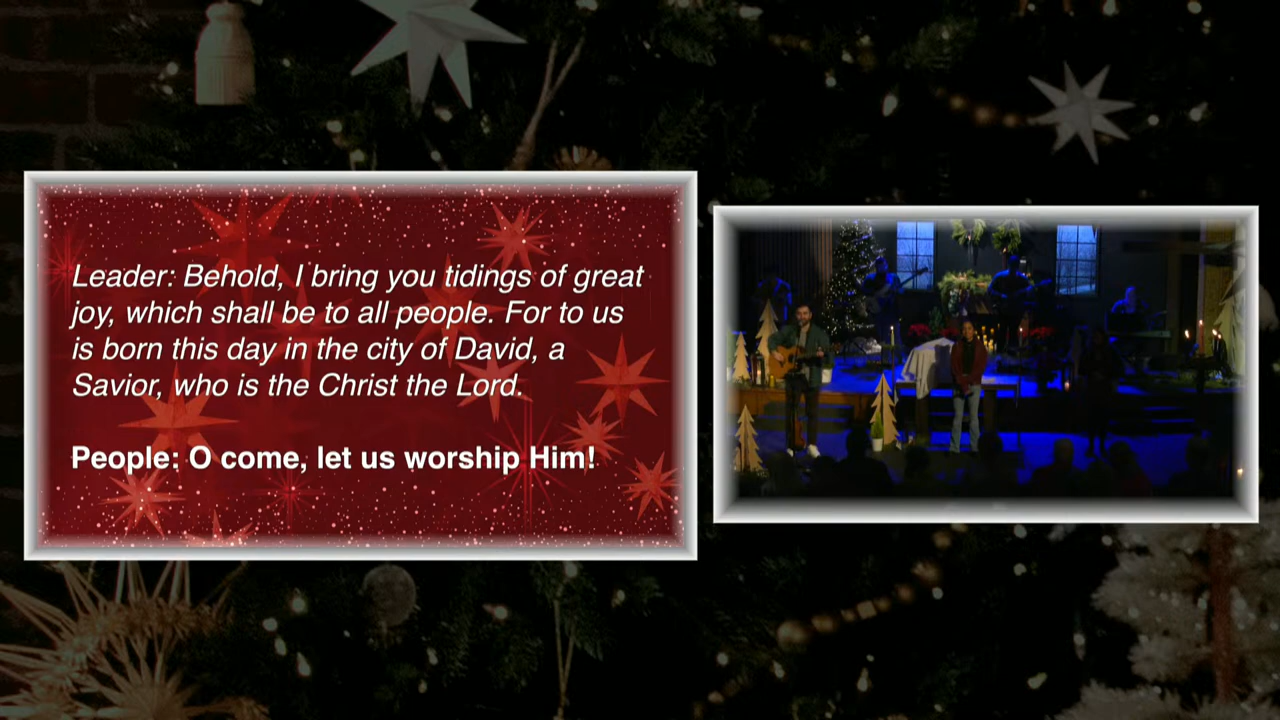 Leader: Behold, I bring you tidings of great
joy, which shall be to all people. For to us
is born this day in the city of David, a
Savior, who is the Christ the Lord.
People: O come, let us worship Him!